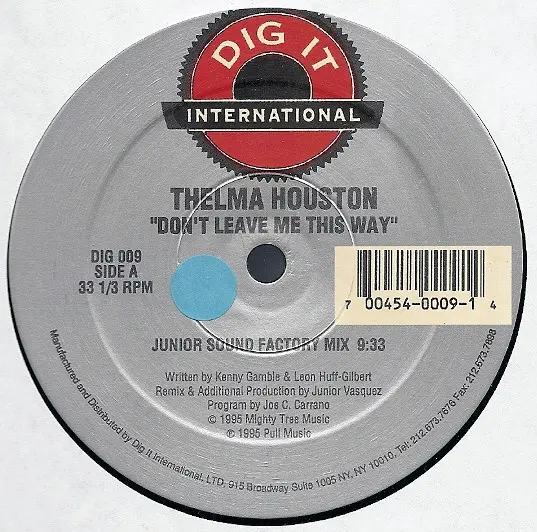 DIG IT
INTERNATIONAL
THELMA HOUSTON
"DON'T LEAVE ME THIS WAY"
DIG 009
SIDE A
33 1/3 RPM
7 00454-0009-1 4
JUNIOR SOUND FACTORY MIX 9:33
Written by Kenny Gamble & Leon Huff-Gilbert
Remix & Additional Production by Junior Vasquez
Program by Joe C. Carrano
© 1995 Mighty Tree Music
© 1995 Pull Music
Manufactured and Distributed by Dig It International, LTD. 915 Broadway Suite 1005 NY, NY, 10010, Tel: 212.673.7676 Fax: 212.673.7898